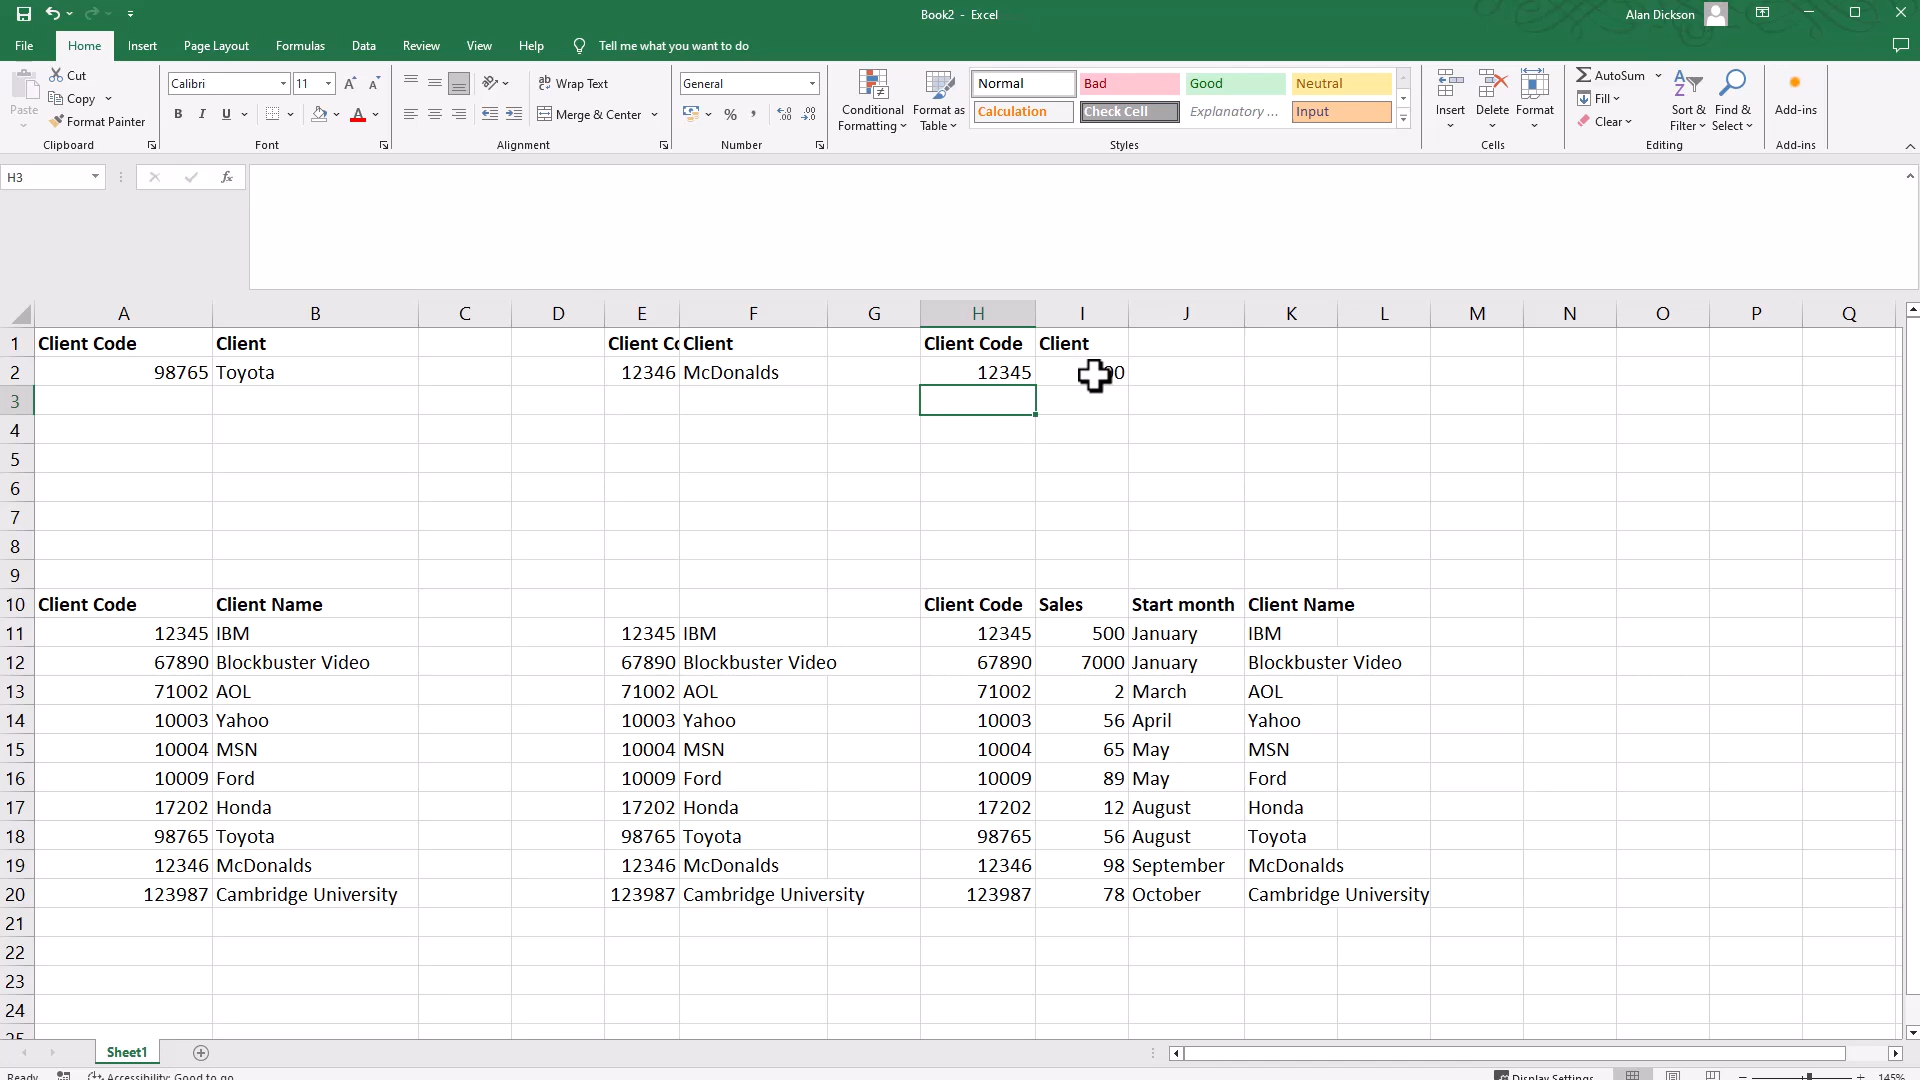 Book2 - Excel
Alan Dickson
File Home Insert Page Layout Formulas Data Review View Help Tell me what you want to do
Paste
Cut
Copy
Format Painter
Clipboard
Calibri 11
B I U
Font
Wrap Text
Merge & Center
Alignment
General
Number
Conditional Formatting
Format as Table
Normal Bad Good Neutral
Calculation Check Cell Explanatory ... Input
Styles
Insert Delete Format
Cells
AutoSum
Fill
Clear
Sort & Filter
Find & Select
Editing
Add-ins
Add-ins
H3
fx
A B C D E F G H I J K L M N O P Q
1 Client Code Client Client Client Code Client
2 98765 Toyota 12346 McDonalds 12345
3
4
5
6
7
8
9
10 Client Code Client Name Client Code Sales Start month Client Name
11 12345 IBM 12345 IBM 12345 500 January IBM
12 67890 Blockbuster Video 67890 Blockbuster Video 67890 7000 January Blockbuster Video
13 71002 AOL 71002 AOL 71002 2 March AOL
14 10003 Yahoo 10003 Yahoo 10003 56 April Yahoo
15 10004 MSN 10004 MSN 10004 65 May MSN
16 10009 Ford 10009 Ford 10009 89 May Ford
17 17202 Honda 17202 Honda 17202 12 August Honda
18 98765 Toyota 98765 Toyota 98765 56 August Toyota
19 12346 McDonalds 12346 McDonalds 12346 98 September McDonalds
20 123987 Cambridge University 123987 Cambridge University 123987 78 October Cambridge University
21
22
23
24
25
Sheet1
Ready Accessibility: Good to go Display Settings 145%